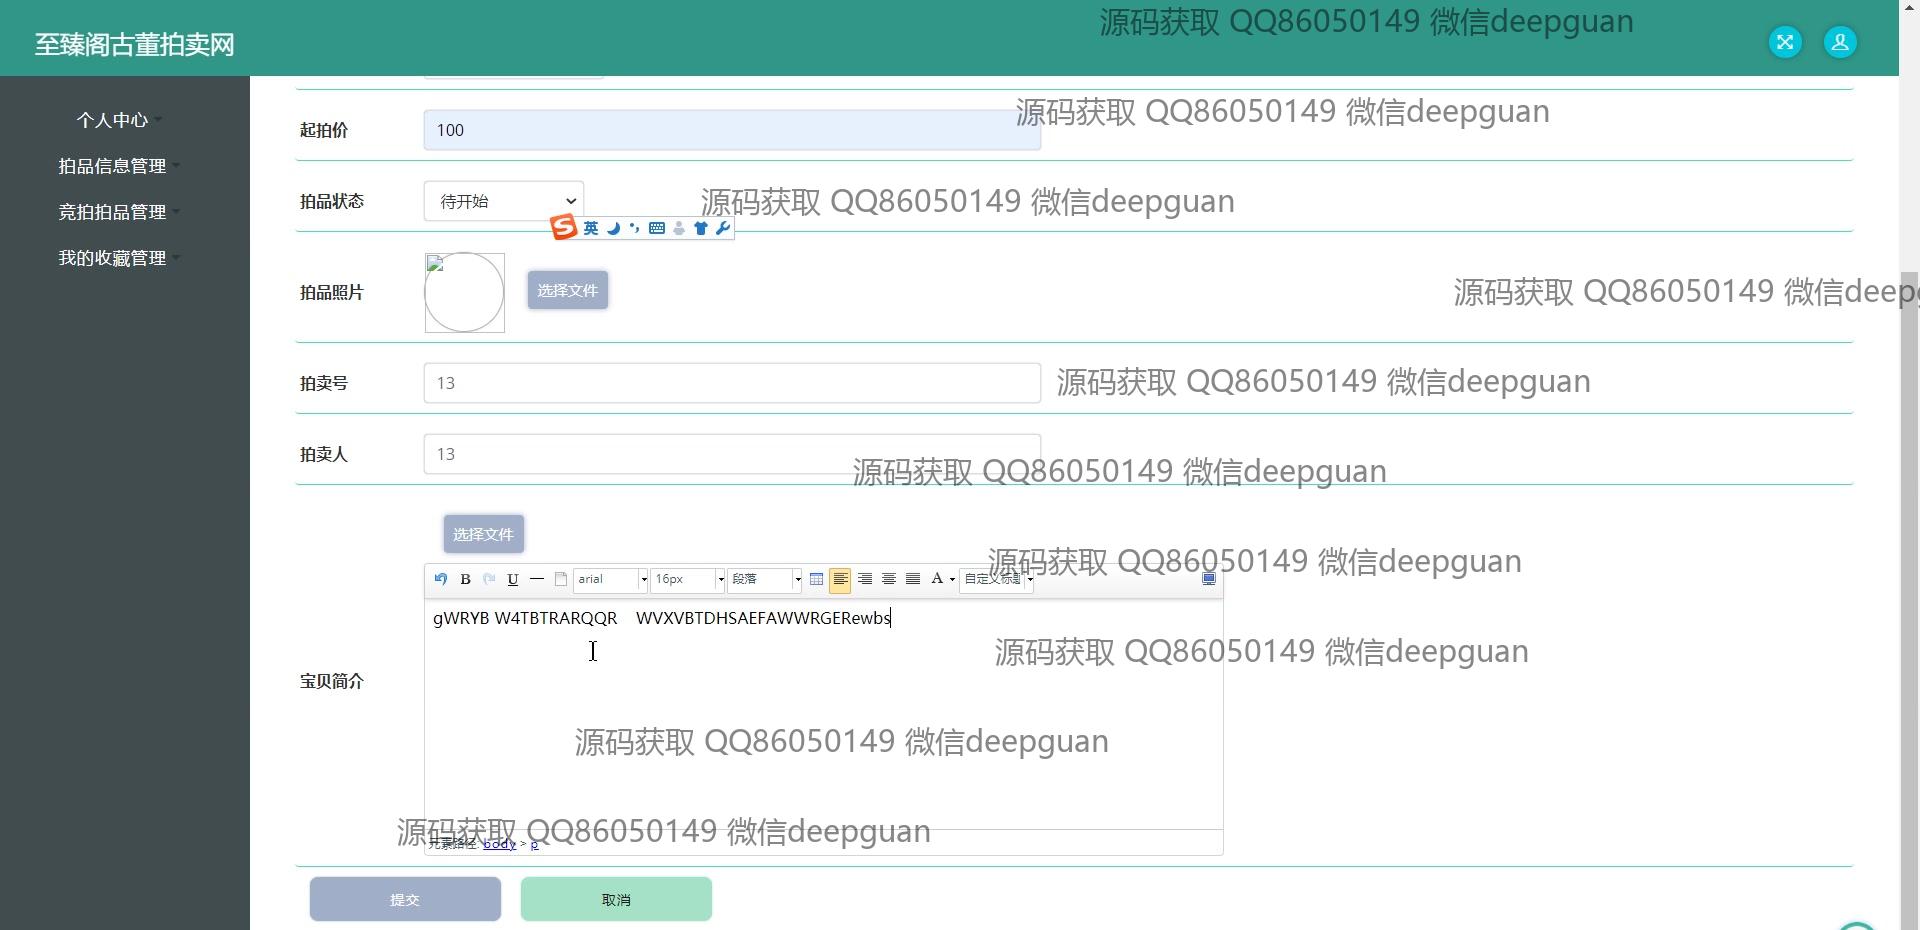 源码获取 QQ86050149 微信deepguan
至臻阁古董拍卖网
个人中心
拍品信息管理
竞拍拍品管理
我的收藏管理
源码获取 QQ86050149 微信deepguan
起拍价 100
拍品状态 待开始
源码获取 QQ86050149 微信deepguan
英
拍品照片 选择文件
源码获取 QQ86050149 微信deep
拍卖号 13
源码获取 QQ86050149 微信deepguan
拍卖人 13
源码获取 QQ86050149 微信deepguan
选择文件
源码获取 QQ86050149 微信deepguan
B U arial 16px 段落 A 自定义标题
gWRYB W4TBTRARQQR WVXVBTDHSAEFAWWRGERewbs
源码获取 QQ86050149 微信deepguan
宝贝简介
源码获取 QQ86050149 微信deepguan
源码获取 QQ86050149 微信deepguan
元素路径: body > p
提交 取消